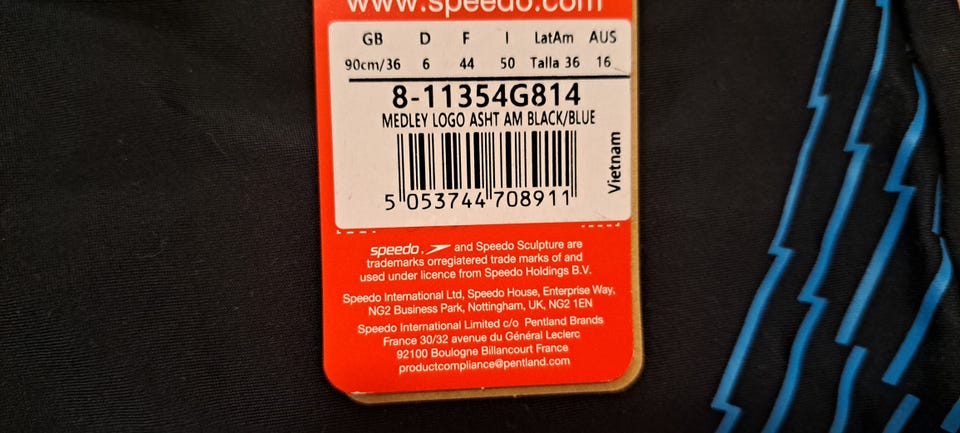 www.speedo.com
GB D F I LatAm AUS
90cm/36 6 44 50 Talla 36 16
8-11354G814
MEDLEY LOGO ASHT AM BLACK/BLUE
Vietnam
5 053744 708911
speedo, and Speedo Sculpture are
trademarks orregiatered trade marks of and
used under licence from Speedo Holdings B.V.
Speedo International Ltd, Speedo House, Enterprise Way,
NG2 Business Park, Nottingham, UK, NG2 1EN
Speedo International Limited c/o Pentland Brands
France 30/32 avenue du Général Leclerc
92100 Boulogne Billancourt France
productcompliance@pentland.com